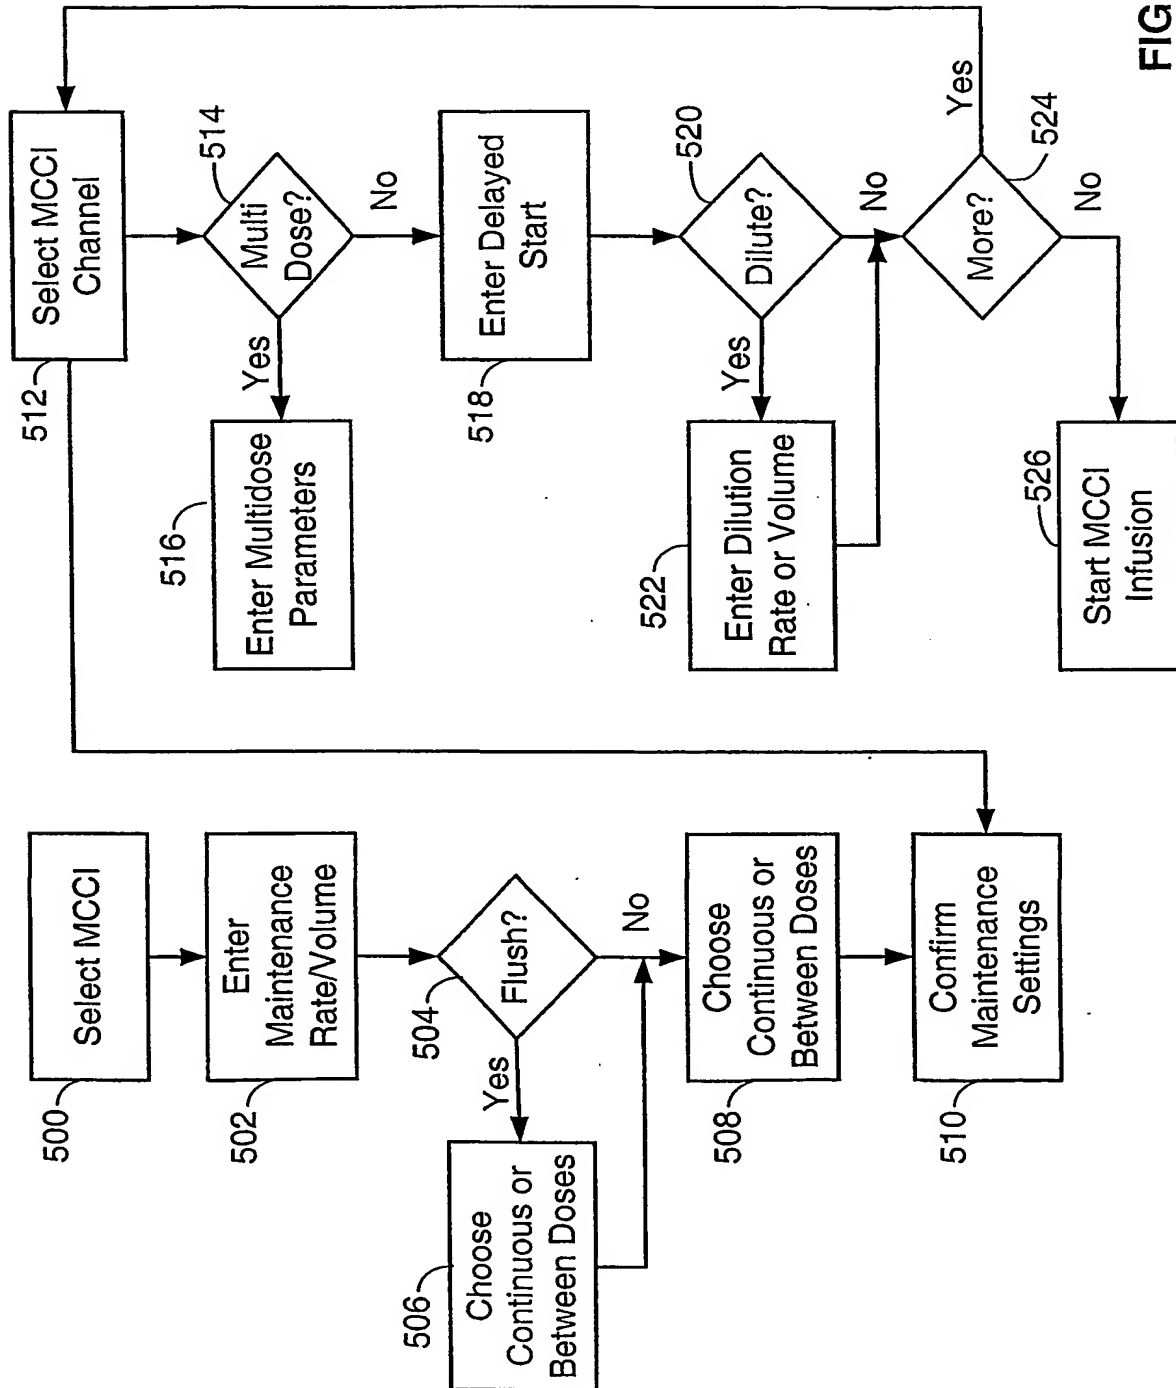 500
Select MCCI
502
Enter
Maintenance
Rate/Volume
504
Flush?
Yes
No
506
Choose
Continuous or
Between Doses
508
Choose
Continuous or
Between Doses
510
Confirm
Maintenance
Settings
512
Select MCCI
Channel
514
Multi
Dose?
Yes
No
516
Enter Multidose
Parameters
518
Enter Delayed
Start
520
Dilute?
Yes
No
522
Enter Dilution
Rate or Volume
524
More?
Yes
No
526
Start MCCI
Infusion
FIG